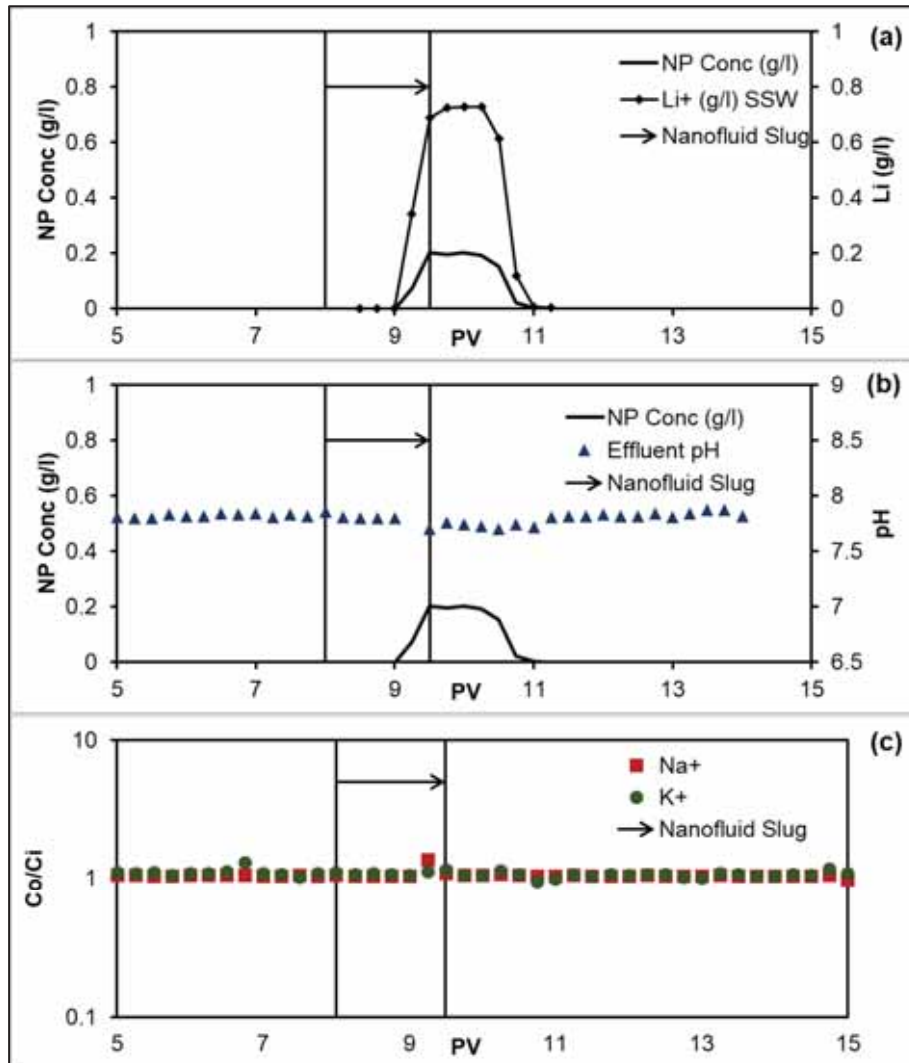 (a)
NP Conc (g/l)
Li+ (g/l) SSW
Nanofluid Slug
NP Conc (g/l)
Li (g/l)
1
0.8
0.6
0.4
0.2
0
1
0.8
0.6
0.4
0.2
0
5 7 9 11 13 15
PV
(b)
NP Conc (g/l)
Effluent pH
Nanofluid Slug
NP Conc (g/l)
pH
1
0.8
0.6
0.4
0.2
0
9
8.5
8
7.5
7
6.5
5 7 9 11 13 15
PV
(c)
Na+
K+
Nanofluid Slug
Co/Ci
10
1
0.1
5 7 9 11 13 15
PV